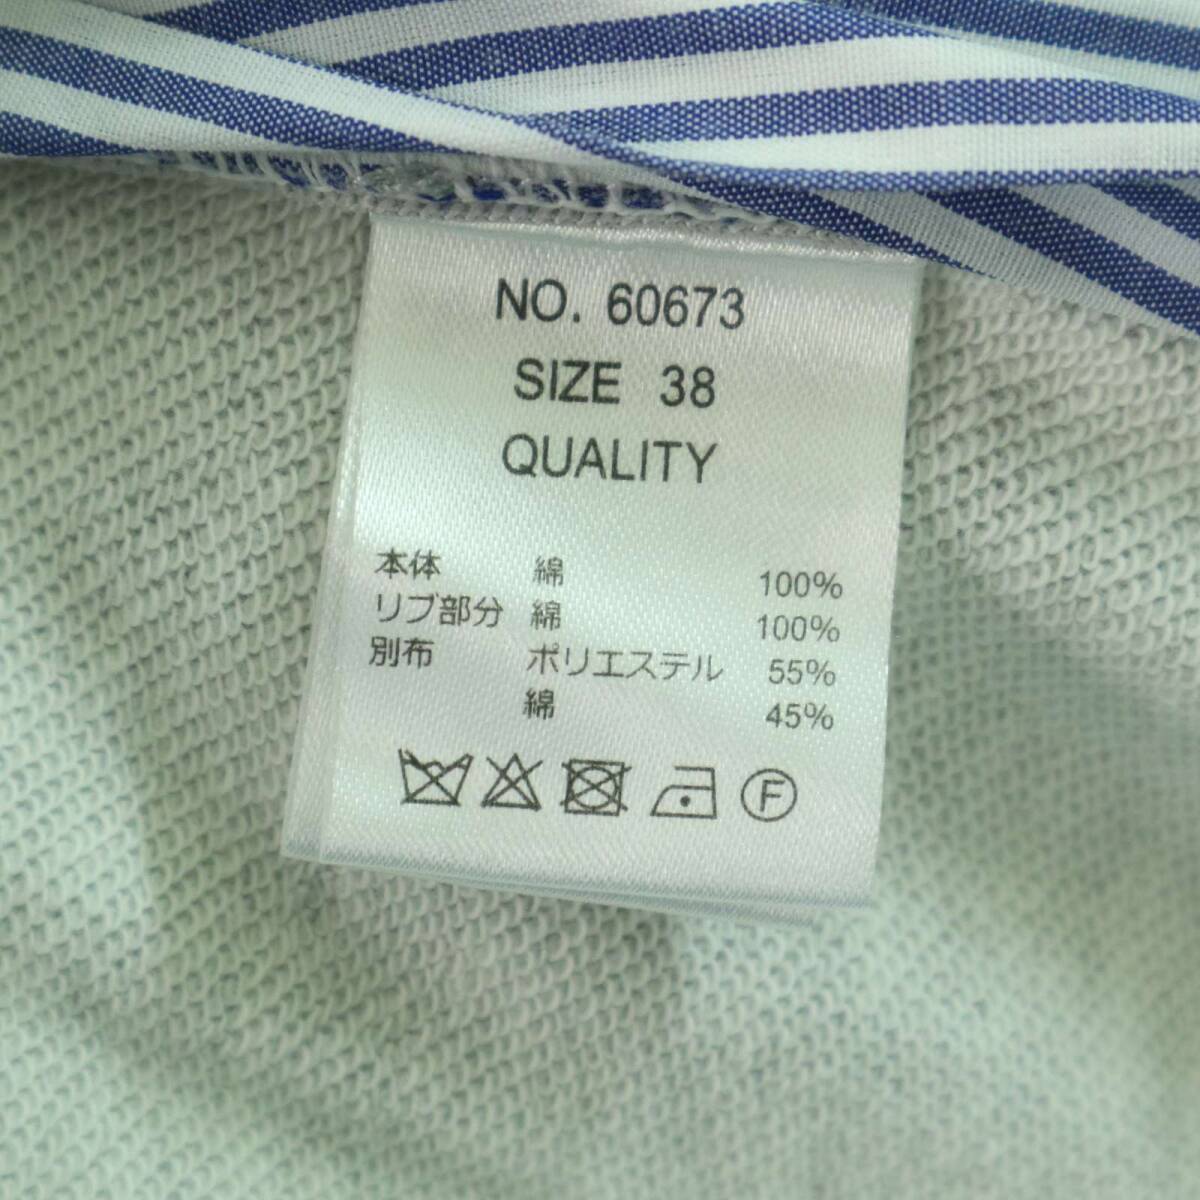 NO. 60673
SIZE 38
QUALITY
本体 綿 100%
リブ部分 綿 100%
別布 ポリエステル 55%
綿 45%
F